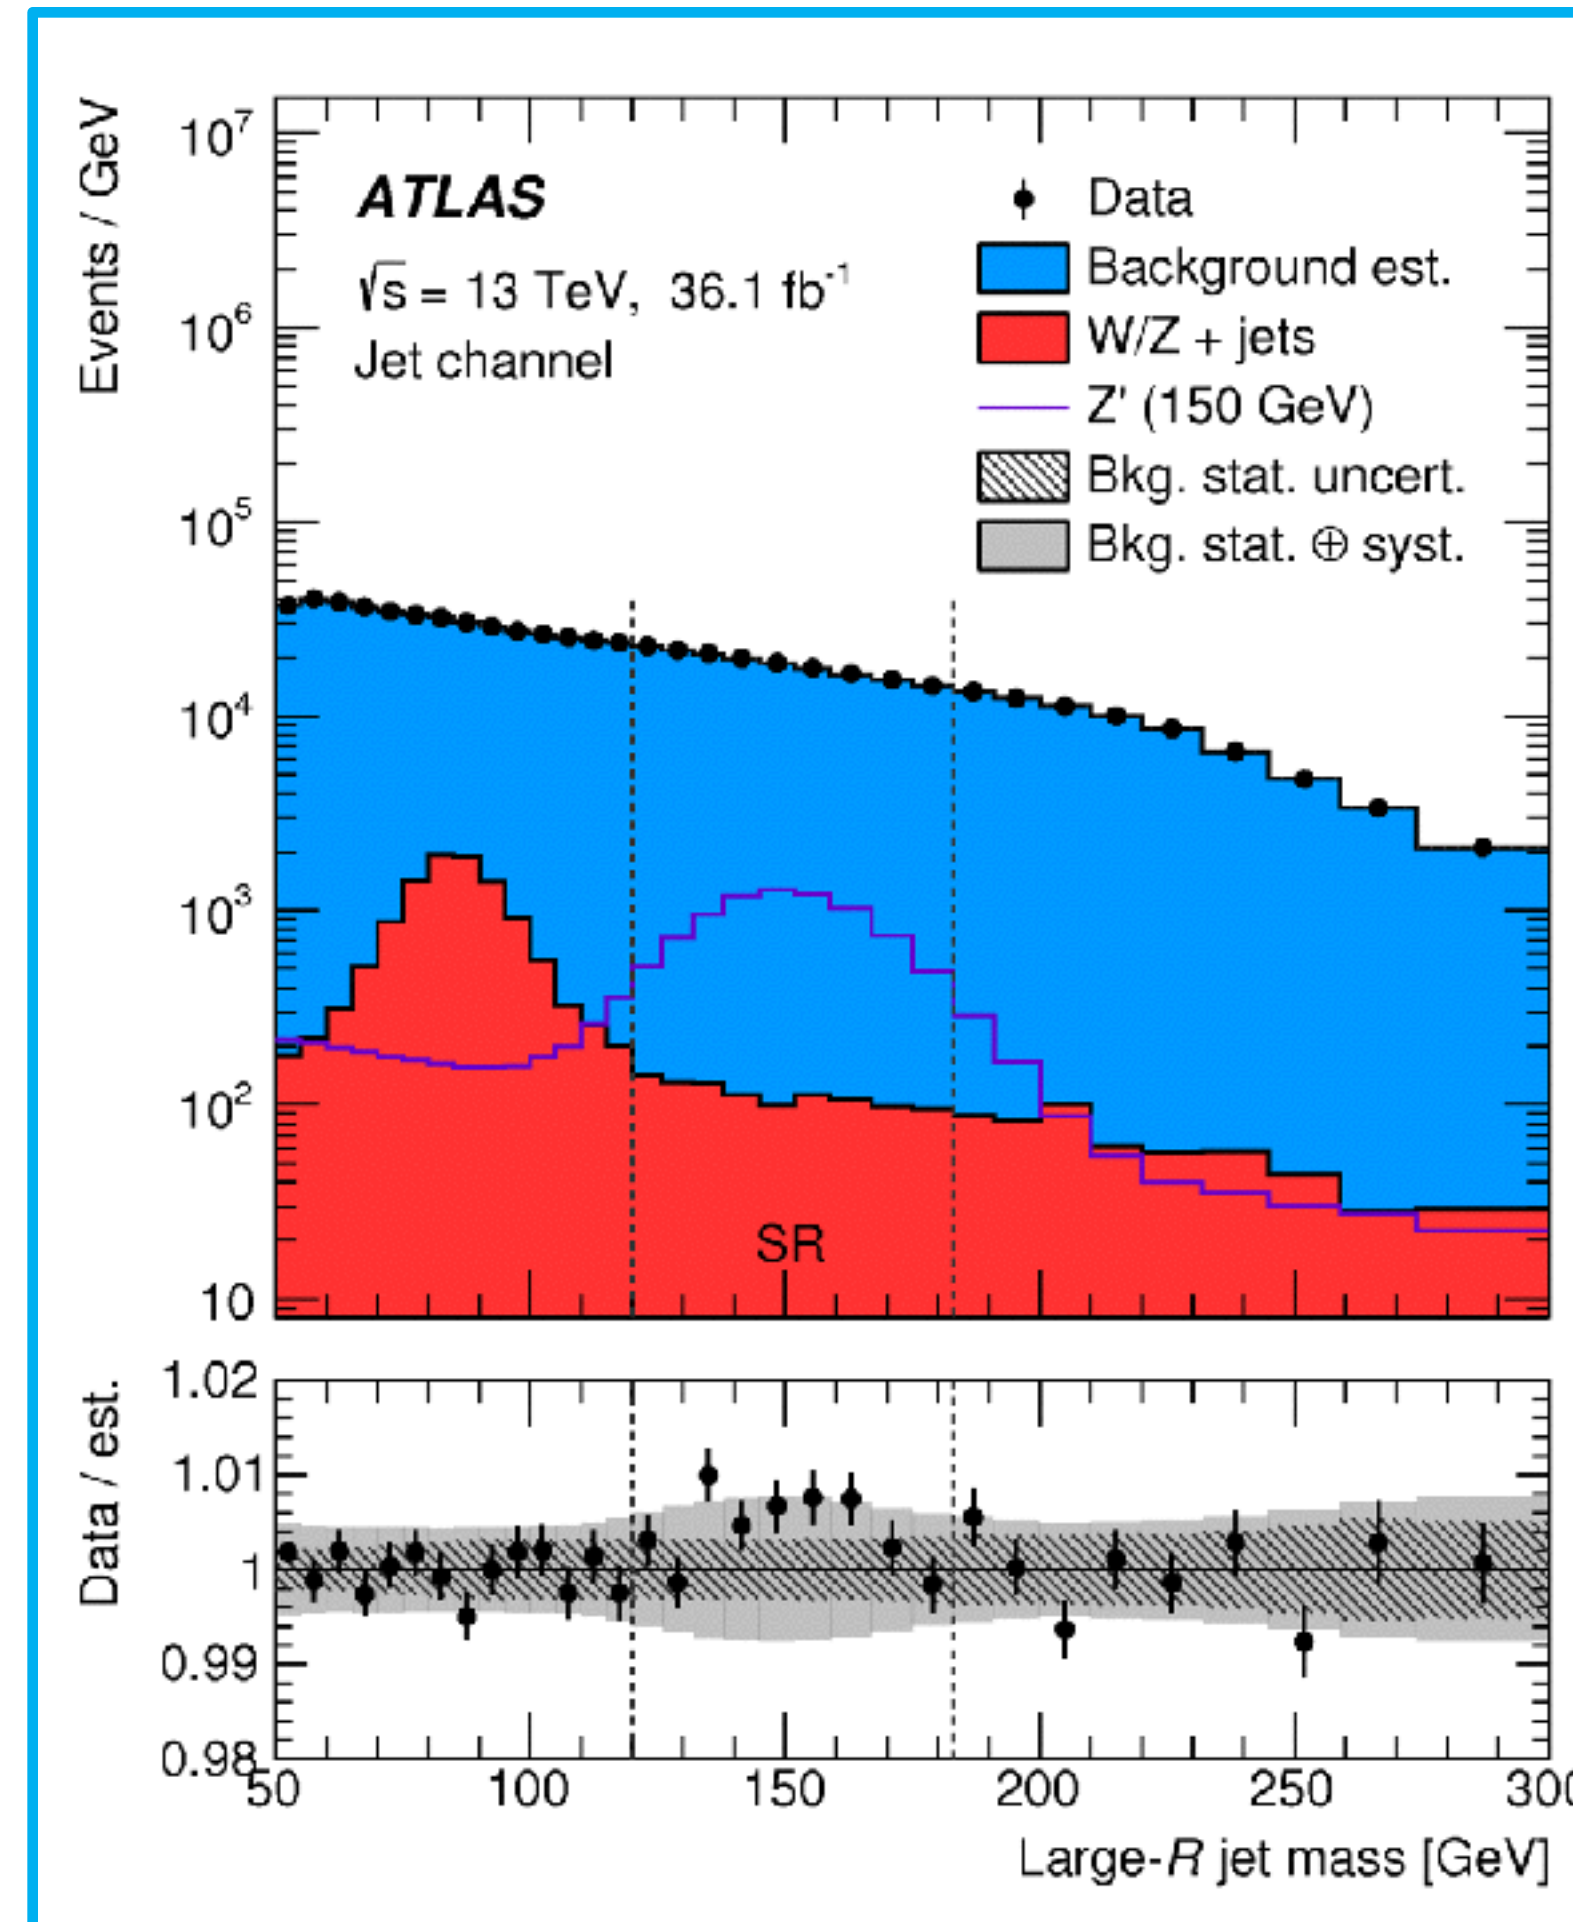 Events / GeV
10⁷
10⁶
10⁵
10⁴
10³
10²
10
ATLAS
√s = 13 TeV, 36.1 fb⁻¹
Jet channel
Data
Background est.
W/Z + jets
Z' (150 GeV)
Bkg. stat. uncert.
Bkg. stat. ⊕ syst.
SR
Data / est.
1.02
1.01
1
0.99
0.98
50 100 150 200 250 300
Large-R jet mass [GeV]